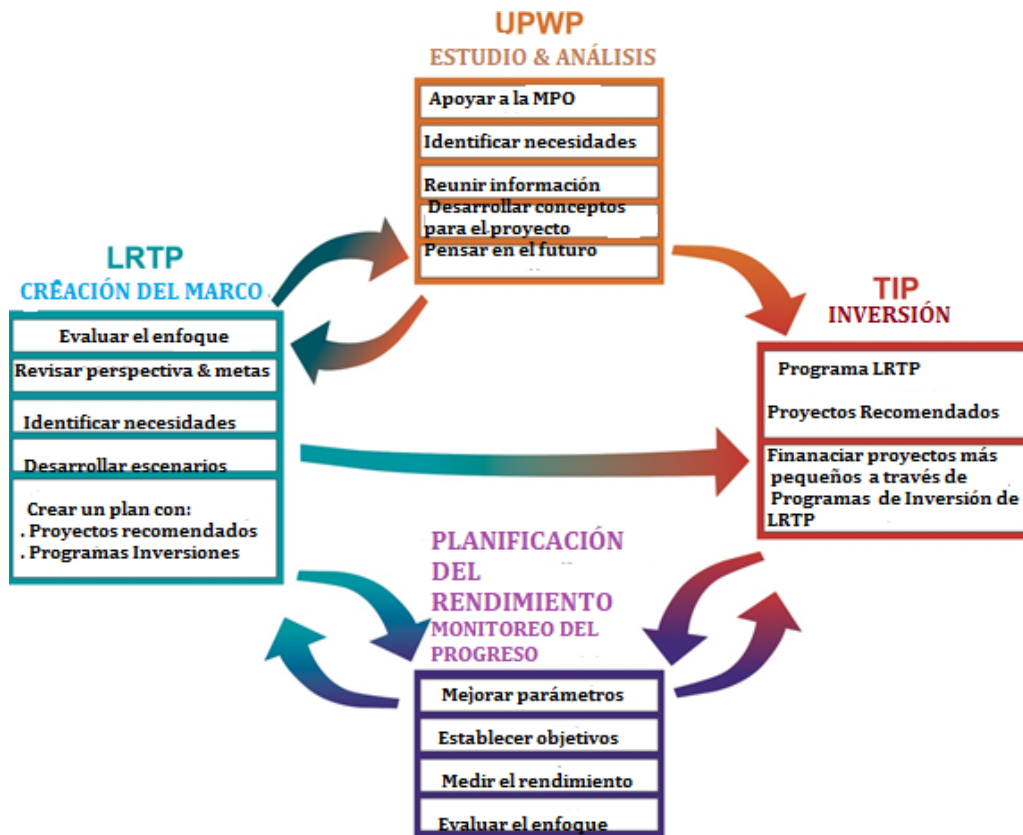 UPWP
ESTUDIO & ANÁLISIS
Apoyar a la MPO
Identificar necesidades
Reunir información
Desarrollar conceptos
para el proyecto
Pensar en el futuro
LRTP
CRÉACIÓN DEL MARCO
Evaluar el enfoque
Revisar perspectiva & metas
Identificar necesidades
Desarrollar escenarios
Crear un plan con:
. Proyectos recomendados
. Programas Inversiones
TIP
INVERSIÓN
Programa LRTP
Proyectos Recomendados
Finanaciar proyectos más
pequeños a través de
Programas de Inversión de
LRTP
PLANIFICACIÓN
DEL
RENDIMIENTO
MONITOREO DEL
PROGRESO
Mejorar parámetros
Establecer objetivos
Medir el rendimiento
Evaluar el enfoque